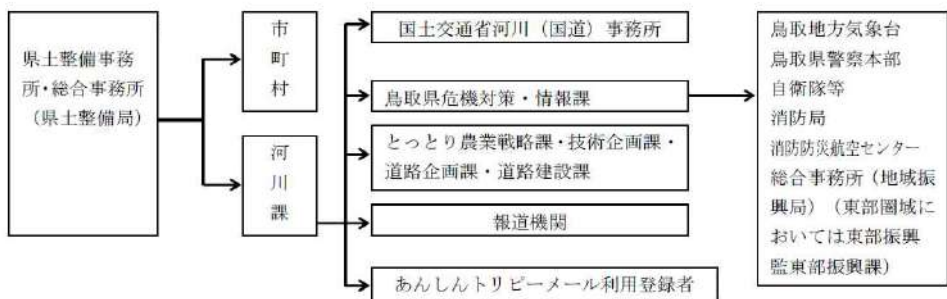 県土整備事務
所・総合事務所
（県土整備局）
市
町
村
河
川
課
国土交通省河川（国道）事務所
鳥取県危機対策・情報課
とっとり農業戦略課・技術企画課・
道路企画課・道路建設課
報道機関
あんしんトリピーメール利用登録者
鳥取地方気象台
鳥取県警察本部
自衛隊等
消防局
消防防災航空センター
総合事務所（地域振
興局）（東部圏域に
おいては東部振興
監東部振興課）